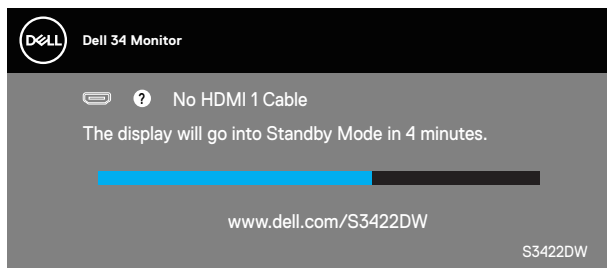 DELL
Dell 34 Monitor
? No HDMI 1 Cable
The display will go into Standby Mode in 4 minutes.
www.dell.com/S3422DW
S3422DW